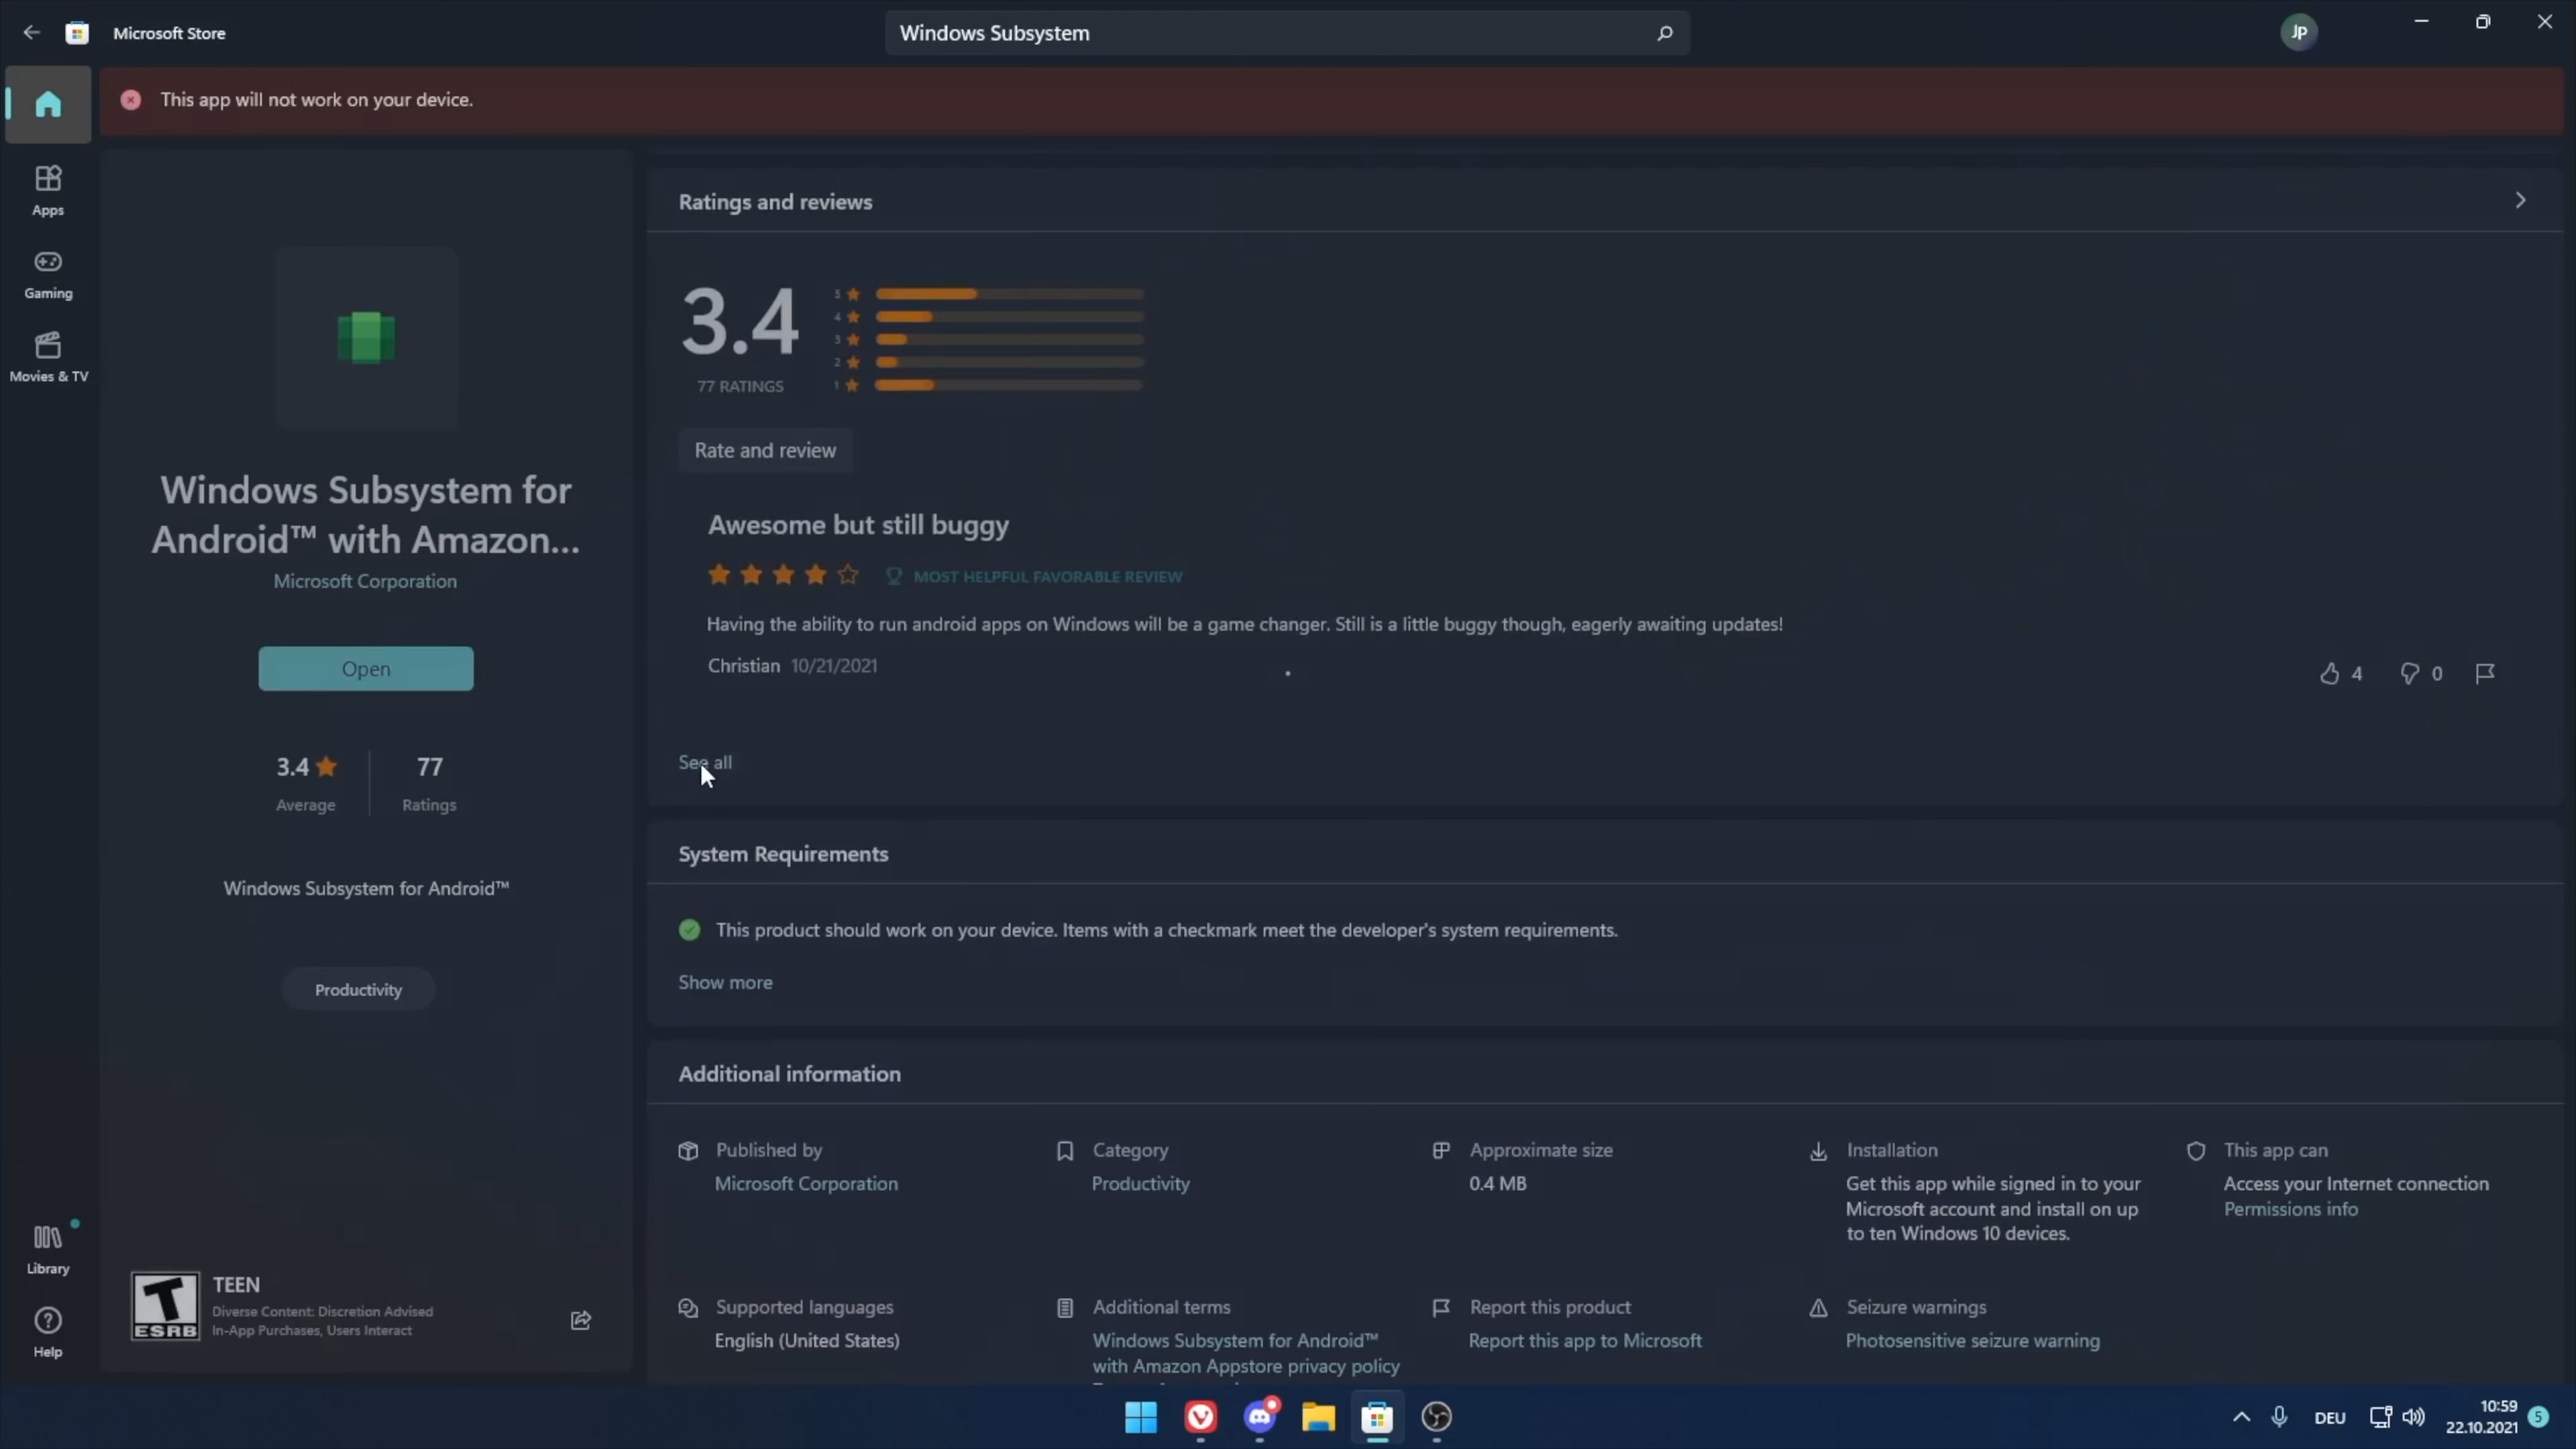 Microsoft Store
Windows Subsystem
JP
This app will not work on your device.
Apps
Gaming
Movies & TV
Library
Help
Windows Subsystem for
Android™ with Amazon...
Microsoft Corporation
Open
3.4
Average
77
Ratings
Windows Subsystem for Android™
Productivity
T
ESRB
TEEN
Diverse Content: Discretion Advised
In-App Purchases, Users Interact
Ratings and reviews
3.4
77 RATINGS
5
4
3
2
1
Rate and review
Awesome but still buggy
MOST HELPFUL FAVORABLE REVIEW
Having the ability to run android apps on Windows will be a game changer. Still is a little buggy though, eagerly awaiting updates!
Christian 10/21/2021
4
0
See all
System Requirements
This product should work on your device. Items with a checkmark meet the developer's system requirements.
Show more
Additional information
Published by
Microsoft Corporation
Category
Productivity
Approximate size
0.4 MB
Installation
Get this app while signed in to your
Microsoft account and install on up
to ten Windows 10 devices.
This app can
Access your Internet connection
Permissions info
Supported languages
English (United States)
Additional terms
Windows Subsystem for Android™
with Amazon Appstore privacy policy
Report this product
Report this app to Microsoft
Seizure warnings
Photosensitive seizure warning
DEU
10:59
22.10.2021
5